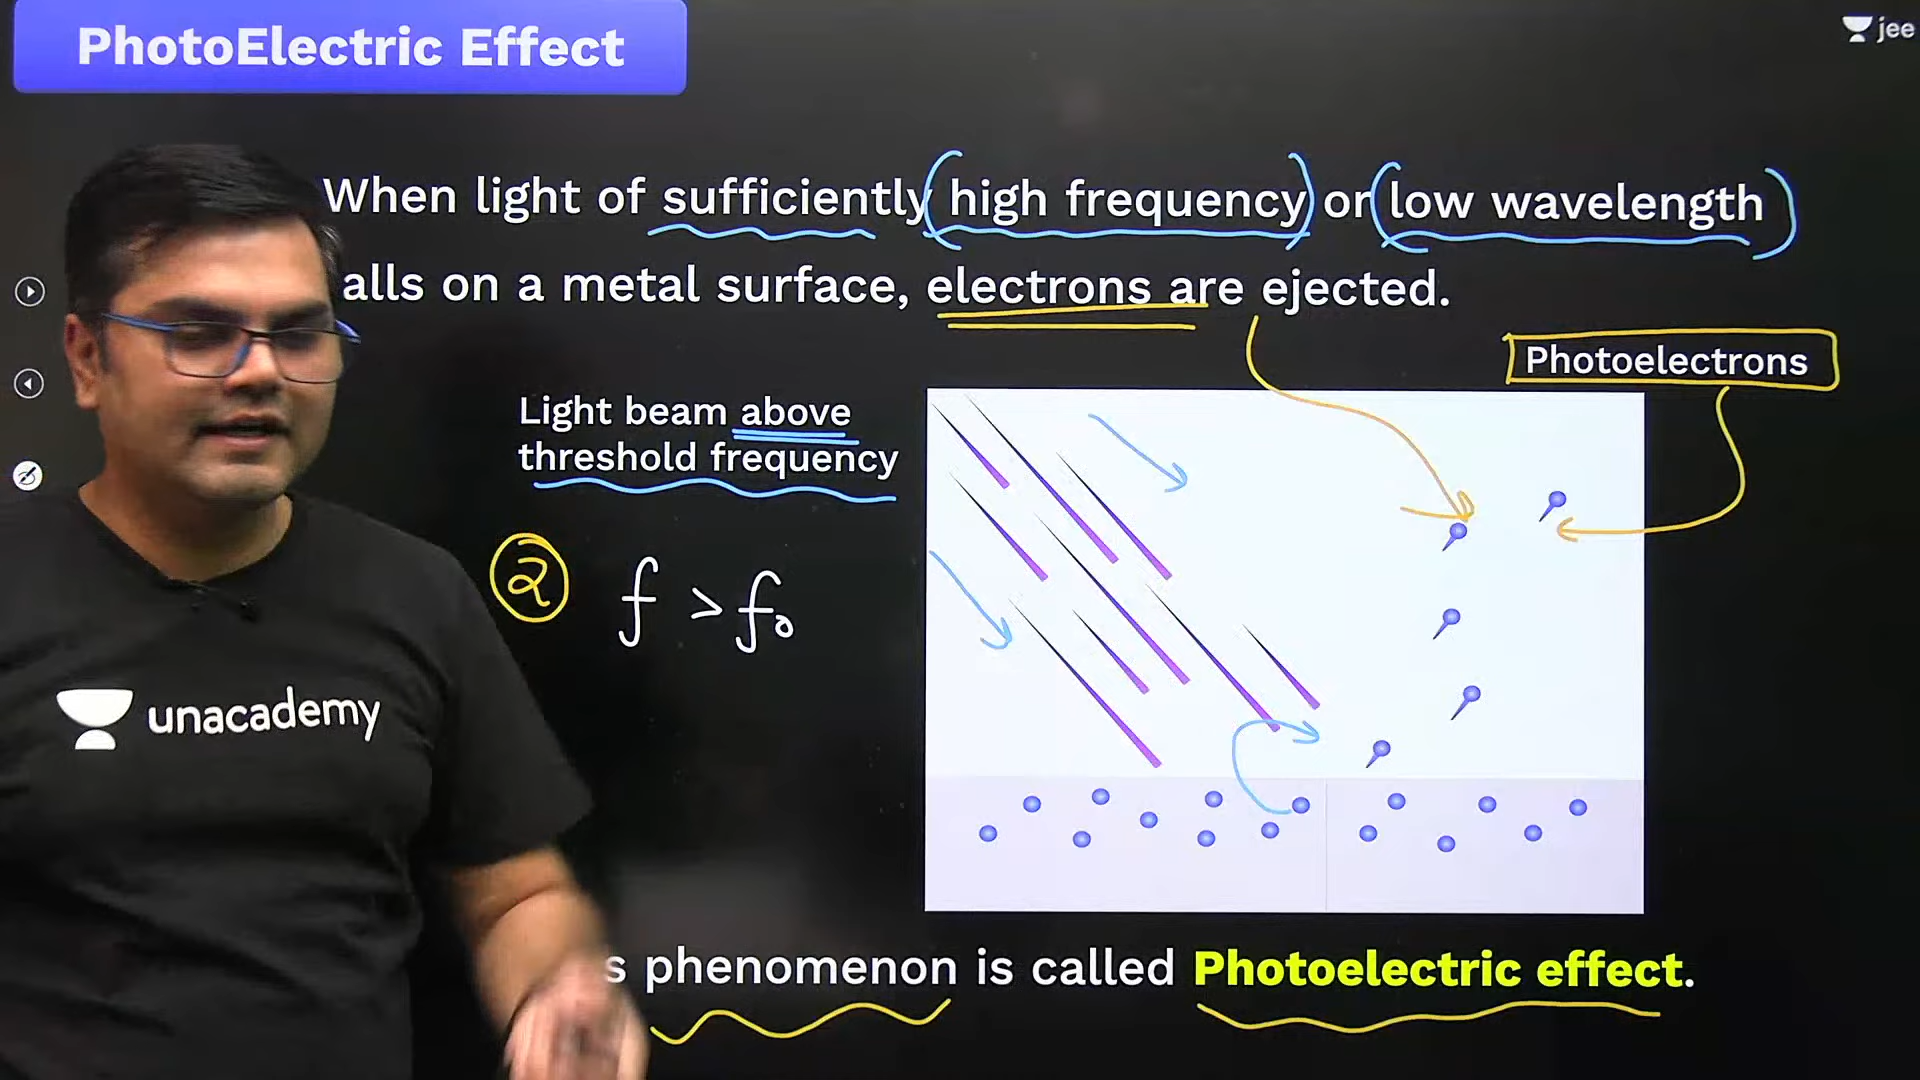 PhotoElectric Effect
jee
When light of sufficiently (high frequency) or (low wavelength)
alls on a metal surface, electrons are ejected.
Photoelectrons
Light beam above
threshold frequency
② f > f₀
unacademy
s phenomenon is called Photoelectric effect.